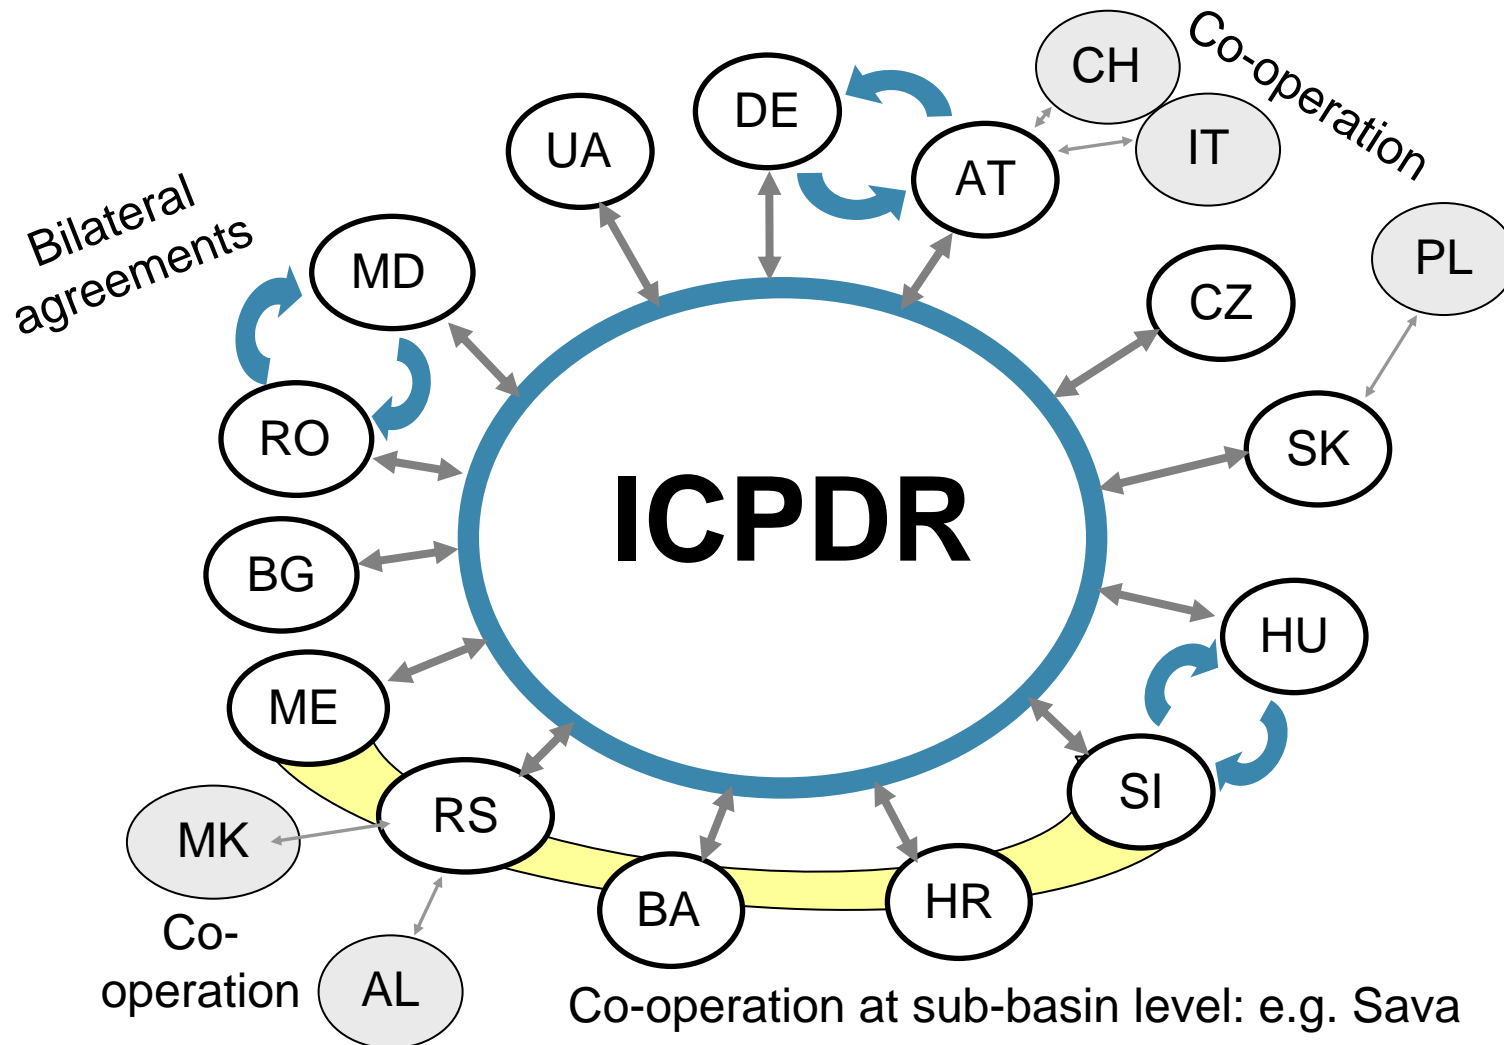 CH
Co-operation
DE
UA
IT
AT
Bilateral
agreements
MD
PL
CZ
RO
SK
ICPDR
BG
HU
ME
SI
RS
MK
BA
HR
Co-
operation
AL
Co-operation at sub-basin level: e.g. Sava